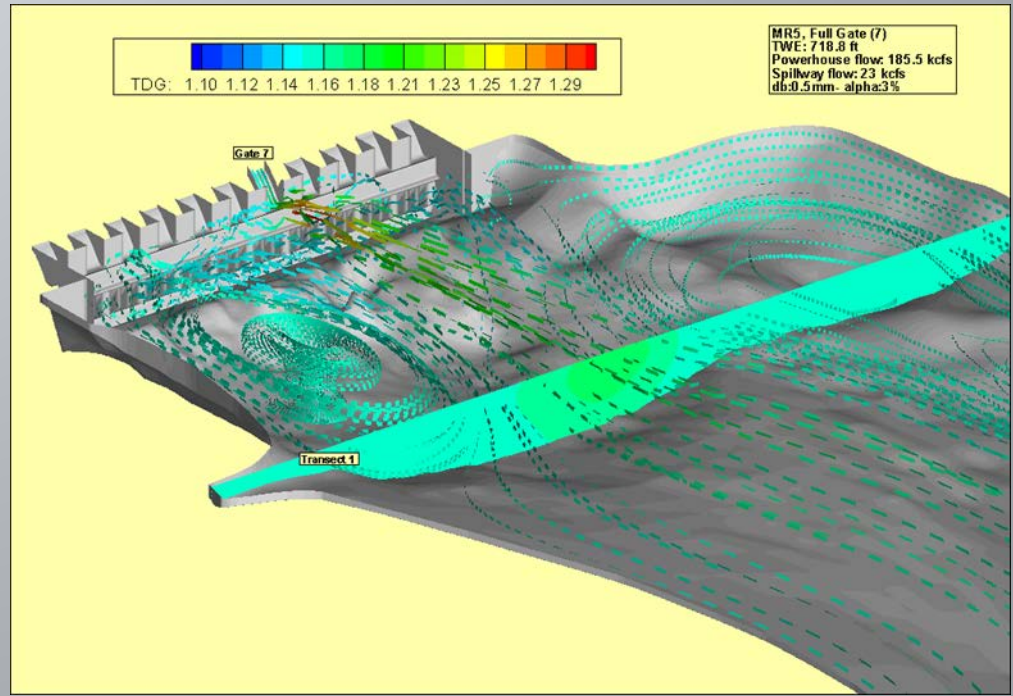 MR5, Full Gate (7)
TWE: 718.8 ft
Powerhouse flow: 185.5 kcfs
Spillway flow: 23 kcfs
db:0.5mm- alpha:3%
TDG: 1.10 1.12 1.14 1.16 1.18 1.21 1.23 1.25 1.27 1.29
Gate 7
Transect 1